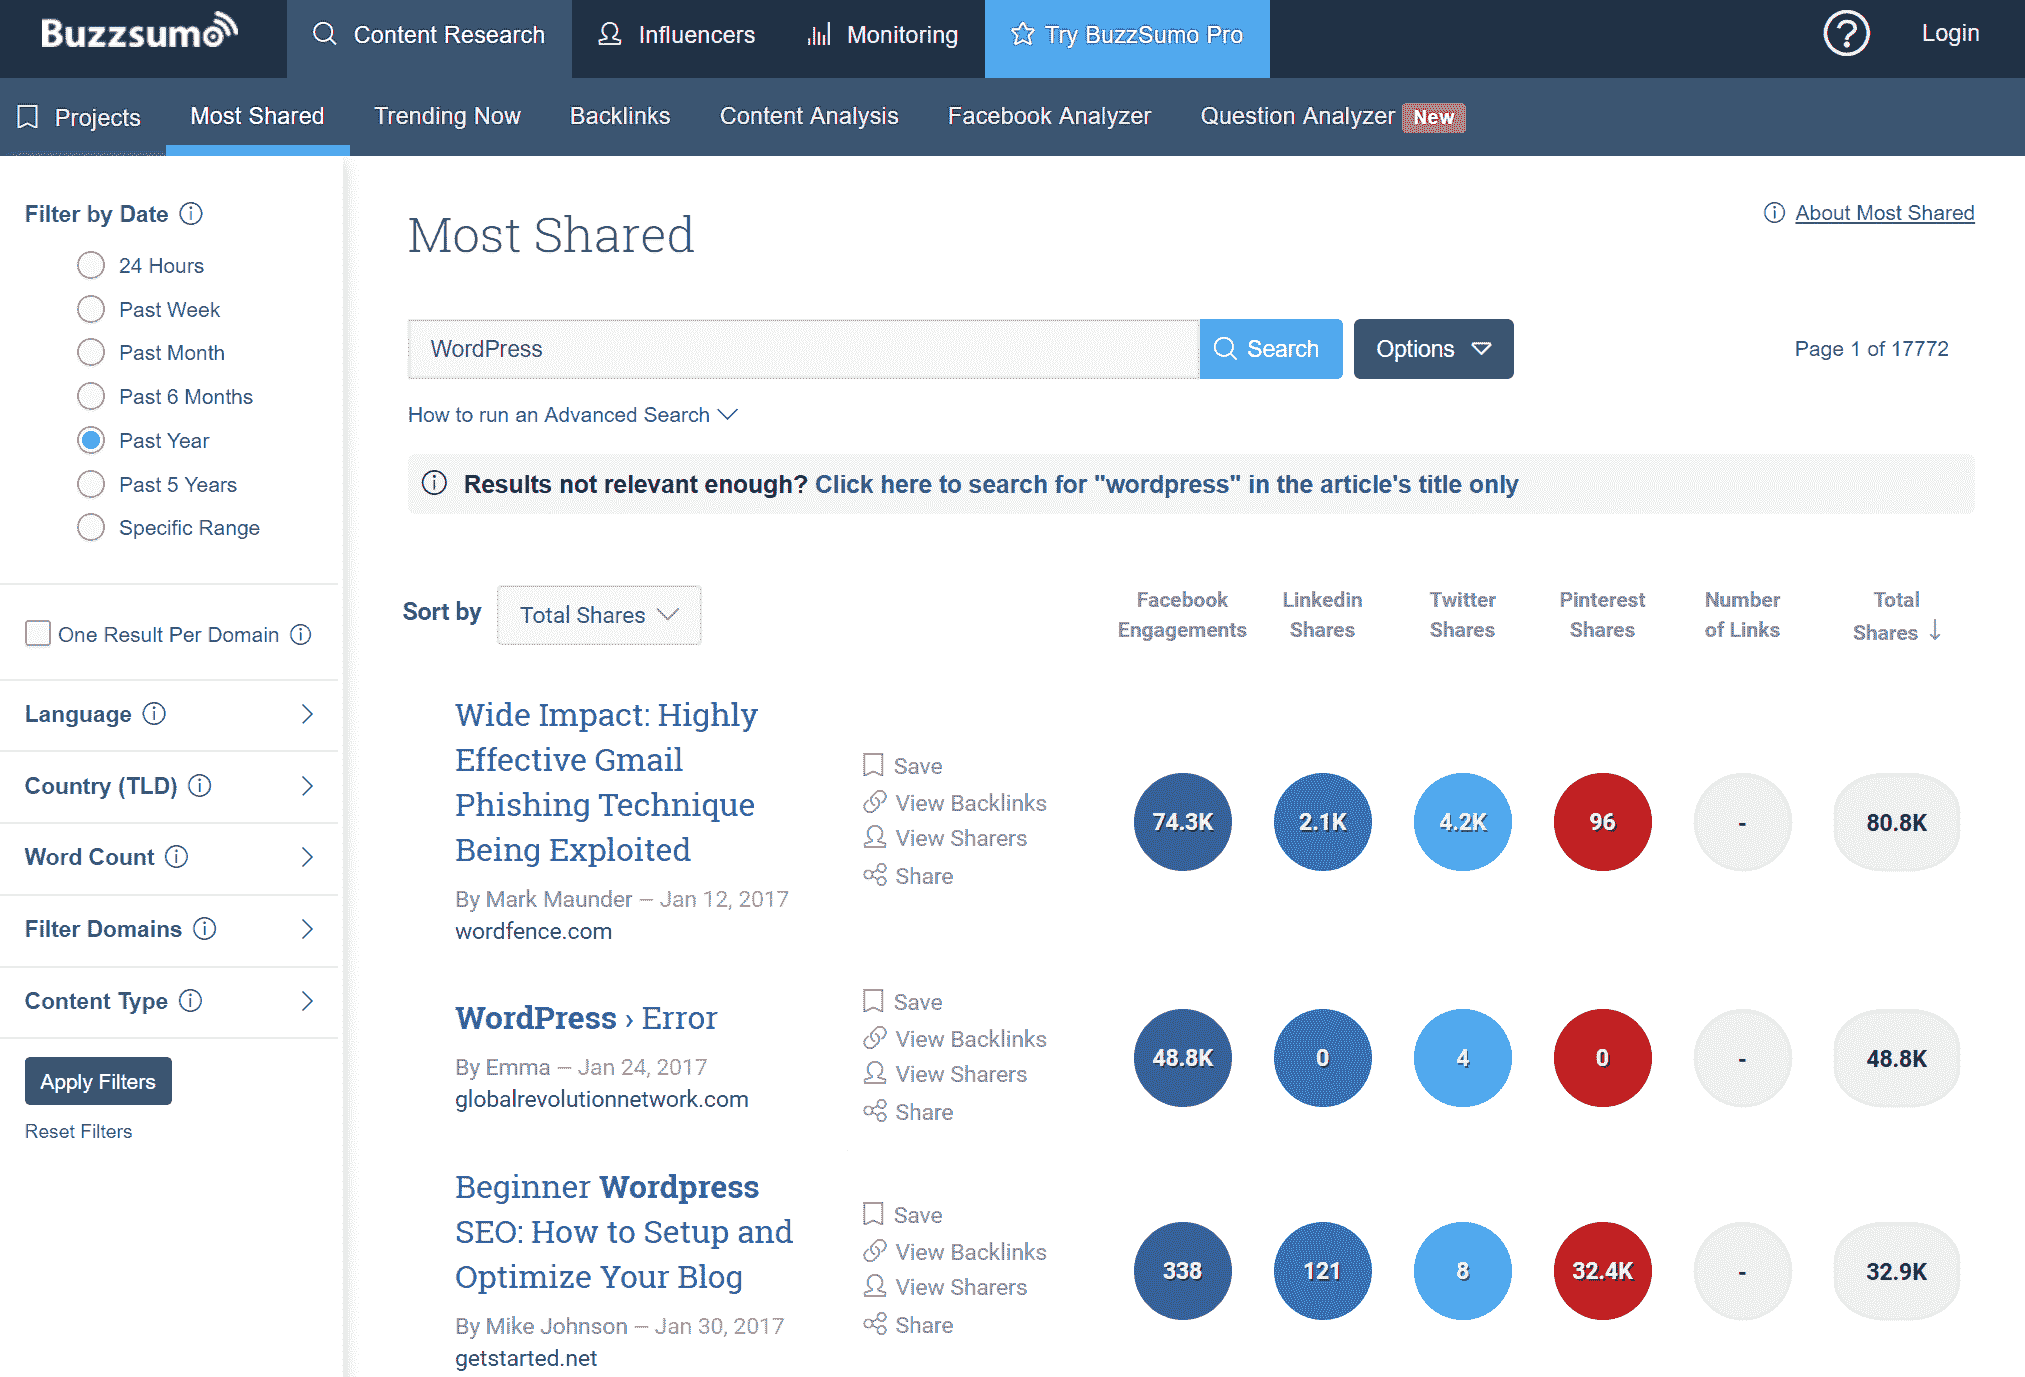 Buzzsumo
Content Research
Influencers
Monitoring
Try BuzzSumo Pro
?
Login
Projects
Most Shared
Trending Now
Backlinks
Content Analysis
Facebook Analyzer
Question Analyzer New
Filter by Date
24 Hours
Past Week
Past Month
Past 6 Months
Past Year
Past 5 Years
Specific Range
One Result Per Domain
Language
Country (TLD)
Word Count
Filter Domains
Content Type
Apply Filters
Reset Filters
Most Shared
About Most Shared
WordPress
Search
Options
Page 1 of 17772
How to run an Advanced Search
Results not relevant enough? Click here to search for "wordpress" in the article's title only
Sort by
Total Shares
Facebook
Engagements
Linkedin
Shares
Twitter
Shares
Pinterest
Shares
Number
of Links
Total
Shares ↓
Wide Impact: Highly
Effective Gmail
Phishing Technique
Being Exploited
By Mark Maunder – Jan 12, 2017
wordfence.com
Save
View Backlinks
View Sharers
Share
74.3K
2.1K
4.2K
96
-
80.8K
WordPress › Error
By Emma – Jan 24, 2017
globalrevolutionnetwork.com
Save
View Backlinks
View Sharers
Share
48.8K
0
4
0
-
48.8K
Beginner Wordpress
SEO: How to Setup and
Optimize Your Blog
By Mike Johnson – Jan 30, 2017
getstarted.net
Save
View Backlinks
View Sharers
Share
338
121
8
32.4K
-
32.9K